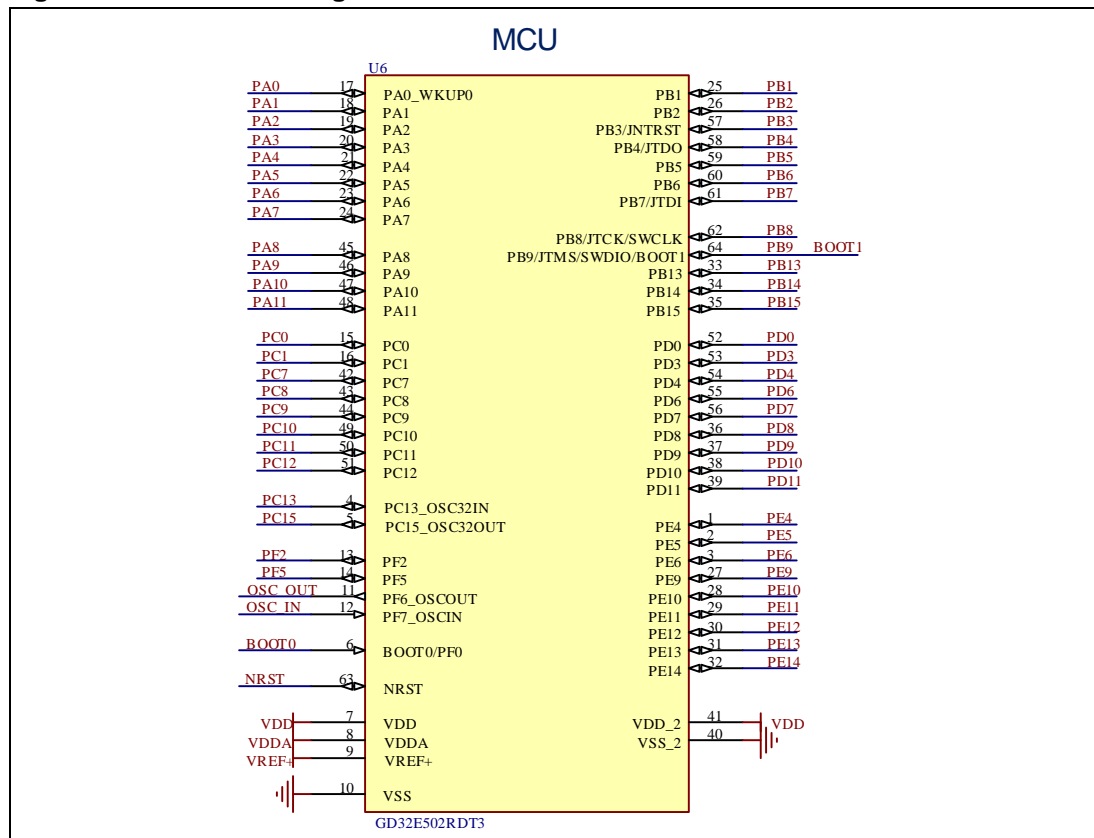 MCU
U6
PA0 17 PA0_WKUP0 PB1 25 PB1
PA1 18 PA1 PB2 26 PB2
PA2 19 PA2 PB3/JNTRST 57 PB3
PA3 20 PA3 PB4/JTDO 58 PB4
PA4 21 PA4 PB5 59 PB5
PA5 22 PA5 PB6 60 PB6
PA6 23 PA6 PB7/JTDI 61 PB7
PA7 24 PA7
PB8/JTCK/SWCLK 62 PB8
PA8 45 PA8 PB9/JTMS/SWDIO/BOOT1 64 PB9 BOOT1
PA9 46 PA9 PB13 33 PB13
PA10 47 PA10 PB14 34 PB14
PA11 48 PA11 PB15 35 PB15
PC0 15 PC0 PD0 52 PD0
PC1 16 PC1 PD3 53 PD3
PC7 42 PC7 PD4 54 PD4
PC8 43 PC8 PD6 55 PD6
PC9 44 PC9 PD7 56 PD7
PC10 49 PC10 PD8 36 PD8
PC11 50 PC11 PD9 37 PD9
PC12 51 PC12 PD10 38 PD10
PD11 39 PD11
PC13 4 PC13_OSC32IN
PC15 5 PC15_OSC32OUT PE4 1 PE4
PE5 2 PE5
PF2 13 PF2 PE6 3 PE6
PF5 14 PF5 PE9 27 PE9
OSC_OUT 11 PF6_OSCOUT PE10 28 PE10
OSC_IN 12 PF7_OSCIN PE11 29 PE11
PE12 30 PE12
BOOT0 6 BOOT0/PF0 PE13 31 PE13
PE14 32 PE14
NRST 63 NRST
VDD 7 VDD VDD_2 41 VDD
VDDA 8 VDDA VSS_2 40
VREF+ 9 VREF+
10 VSS
GD32E502RDT3